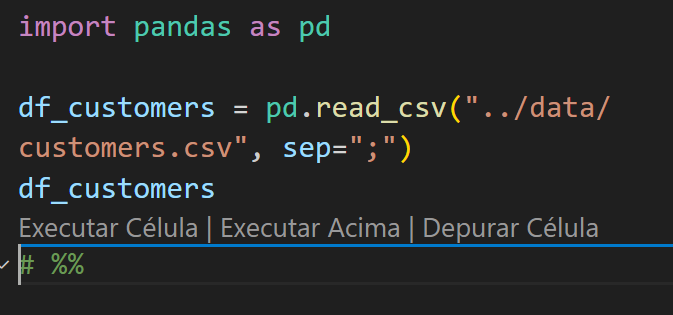 import pandas as pd
df_customers = pd.read_csv("../data/
customers.csv", sep=";")
df_customers
Executar Célula | Executar Acima | Depurar Célula
# %%